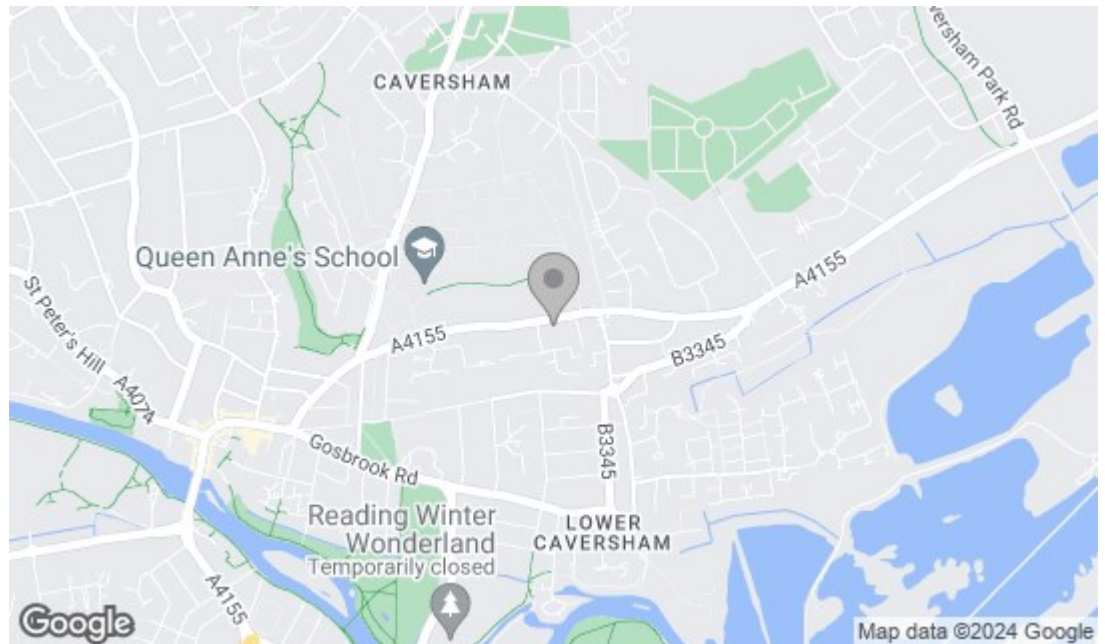 CAVERSHAM
versham Park Rd
Queen Anne's School
A4155
St Peter's Hill
A4155
B3345
A4074
B3345
Gosbrook Rd
Reading Winter
Wonderland
Temporarily closed
LOWER
CAVERSHAM
A4155
Google
Map data ©2024 Google